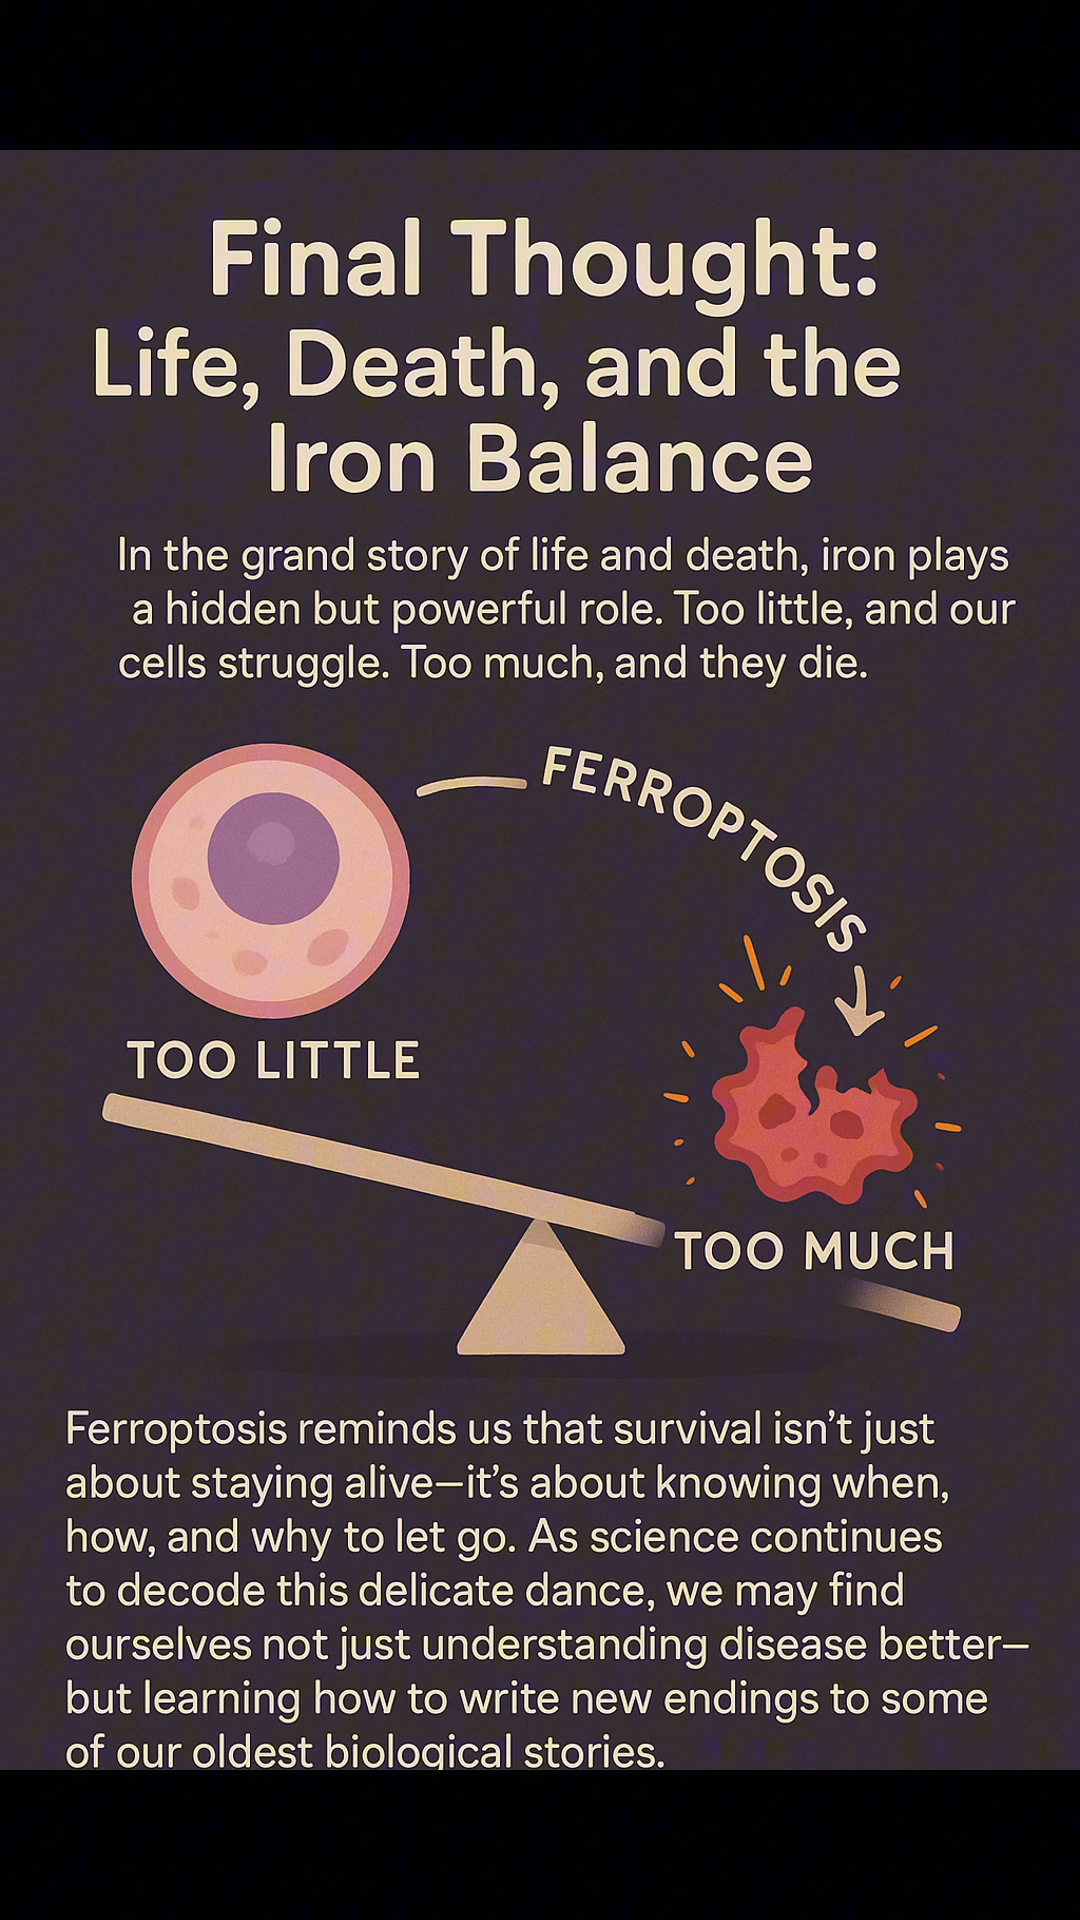 Final Thought:
Life, Death, and the
Iron Balance
In the grand story of life and death, iron plays
a hidden but powerful role. Too little, and our
cells struggle. Too much, and they die.
FERROPTOSIS
TOO LITTLE
TOO MUCH
Ferroptosis reminds us that survival isn’t just
about staying alive—it’s about knowing when,
how, and why to let go. As science continues
to decode this delicate dance, we may find
ourselves not just understanding disease better—
but learning how to write new endings to some
of our oldest biological stories.